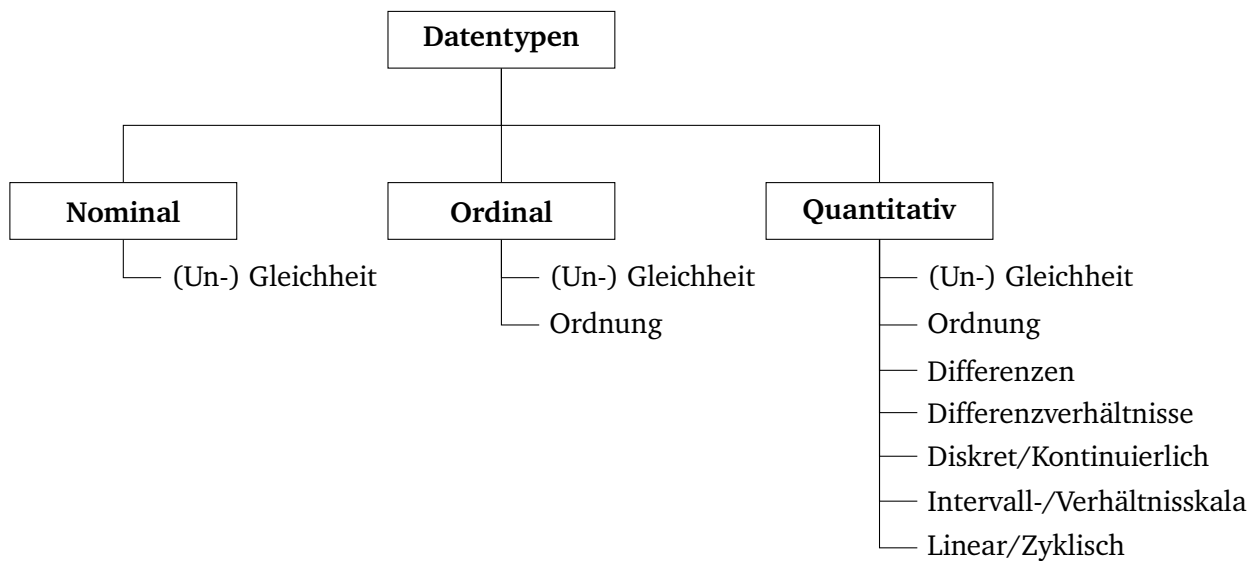 Datentypen
Nominal
(Un-) Gleichheit
Ordinal
(Un-) Gleichheit
Ordnung
Quantitativ
(Un-) Gleichheit
Ordnung
Differenzen
Differenzverhältnisse
Diskret/Kontinuierlich
Intervall-/Verhältnisskala
Linear/Zyklisch